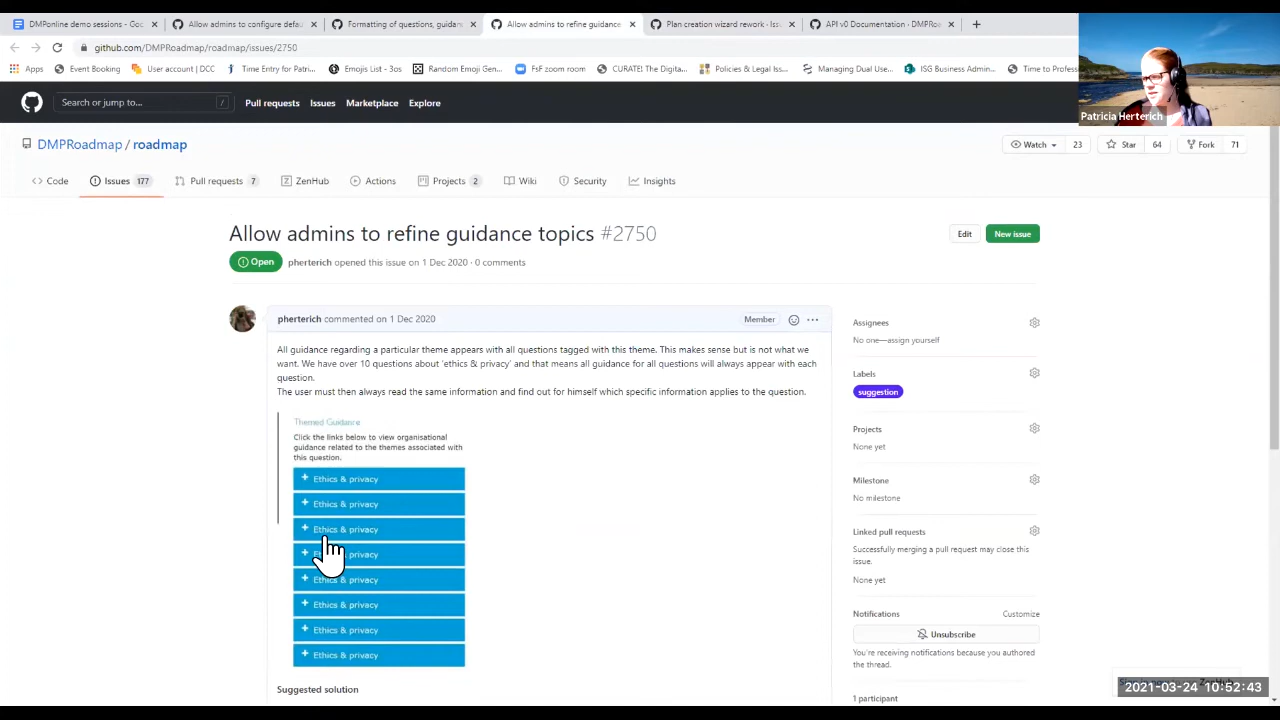 DMPonline demo sessions - Goo
Allow admins to configure defau
Formatting of questions, guidan
Allow admins to refine guidance
Plan creation wizard rework · Iss
API v0 Documentation · DMPRoa
github.com/DMPRoadmap/roadmap/issues/2750
Apps
Event Booking
User account | DCC
Time Entry for Patri...
Emojis List - 3os
Random Emoji Gen...
FsF zoom room
CURATE! The Digita...
Policies & Legal Iss...
Managing Dual Use...
ISG Business Admin...
Time to Profess
Search or jump to...
/
Pull requests
Issues
Marketplace
Explore
Patricia Herterich
DMPRoadmap / roadmap
Watch 23
Star 64
Fork 71
Code
Issues 177
Pull requests 7
ZenHub
Actions
Projects 2
Wiki
Security
Insights
Allow admins to refine guidance topics #2750
Edit
New issue
Open
pherterich opened this issue on 1 Dec 2020 · 0 comments
pherterich commented on 1 Dec 2020
Member
All guidance regarding a particular theme appears with all questions tagged with this theme. This makes sense but is not what we
want. We have over 10 questions about 'ethics & privacy' and that means all guidance for all questions will always appear with each
question.
The user must then always read the same information and find out for himself which specific information applies to the question.
Themed Guidance
Click the links below to view organisational
guidance related to the themes associated with
this question.
+ Ethics & privacy
+ Ethics & privacy
+ Ethics & privacy
+ & privacy
+ Ethics & privacy
+ Ethics & privacy
+ Ethics & privacy
+ Ethics & privacy
Suggested solution
Assignees
No one—assign yourself
Labels
suggestion
Projects
None yet
Milestone
No milestone
Linked pull requests
Successfully merging a pull request may close this
issue.
None yet
Notifications
Customize
Unsubscribe
You're receiving notifications because you authored
the thread.
1 participant
2021-03-24 10:52:43